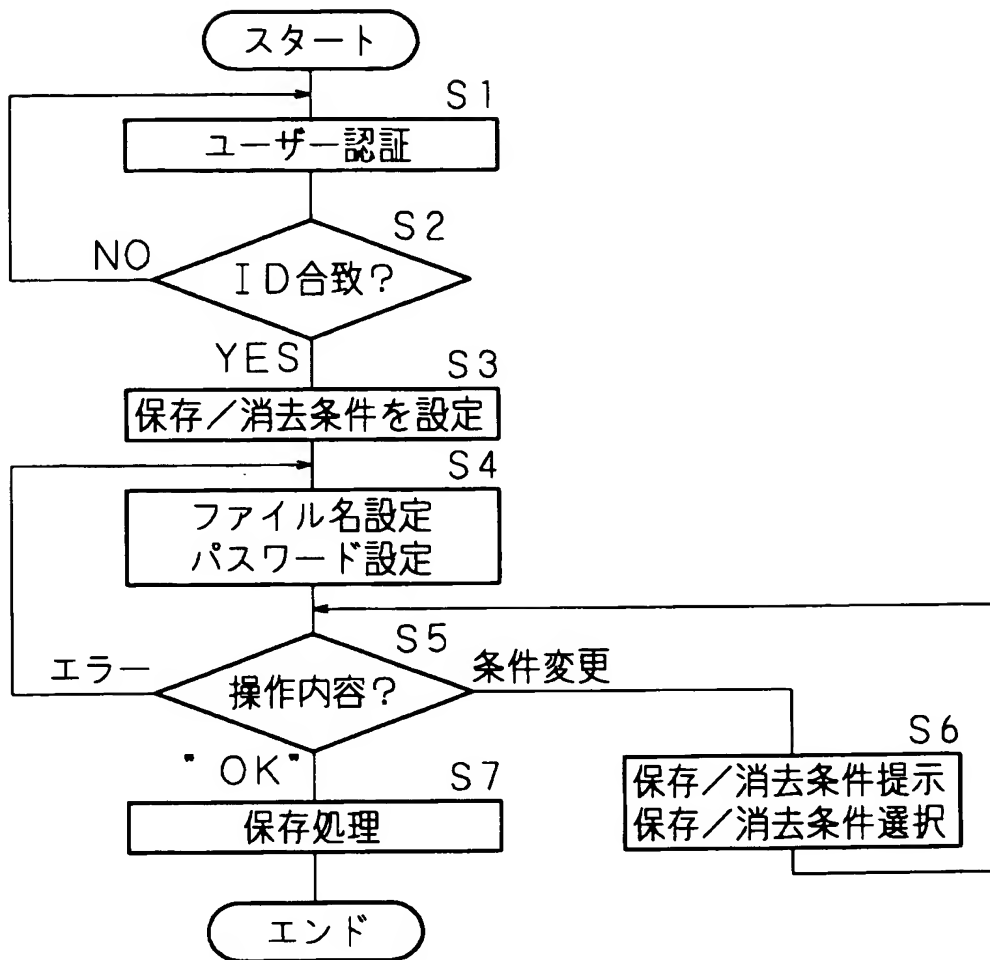 スタート
S1
ユーザー認証
S2
NO
ID合致?
YES
S3
保存/消去条件を設定
S4
ファイル名設定
パスワード設定
S5
エラー
条件変更
操作内容?
S6
"OK"
S7
保存/消去条件提示
保存/消去条件選択
保存処理
エンド